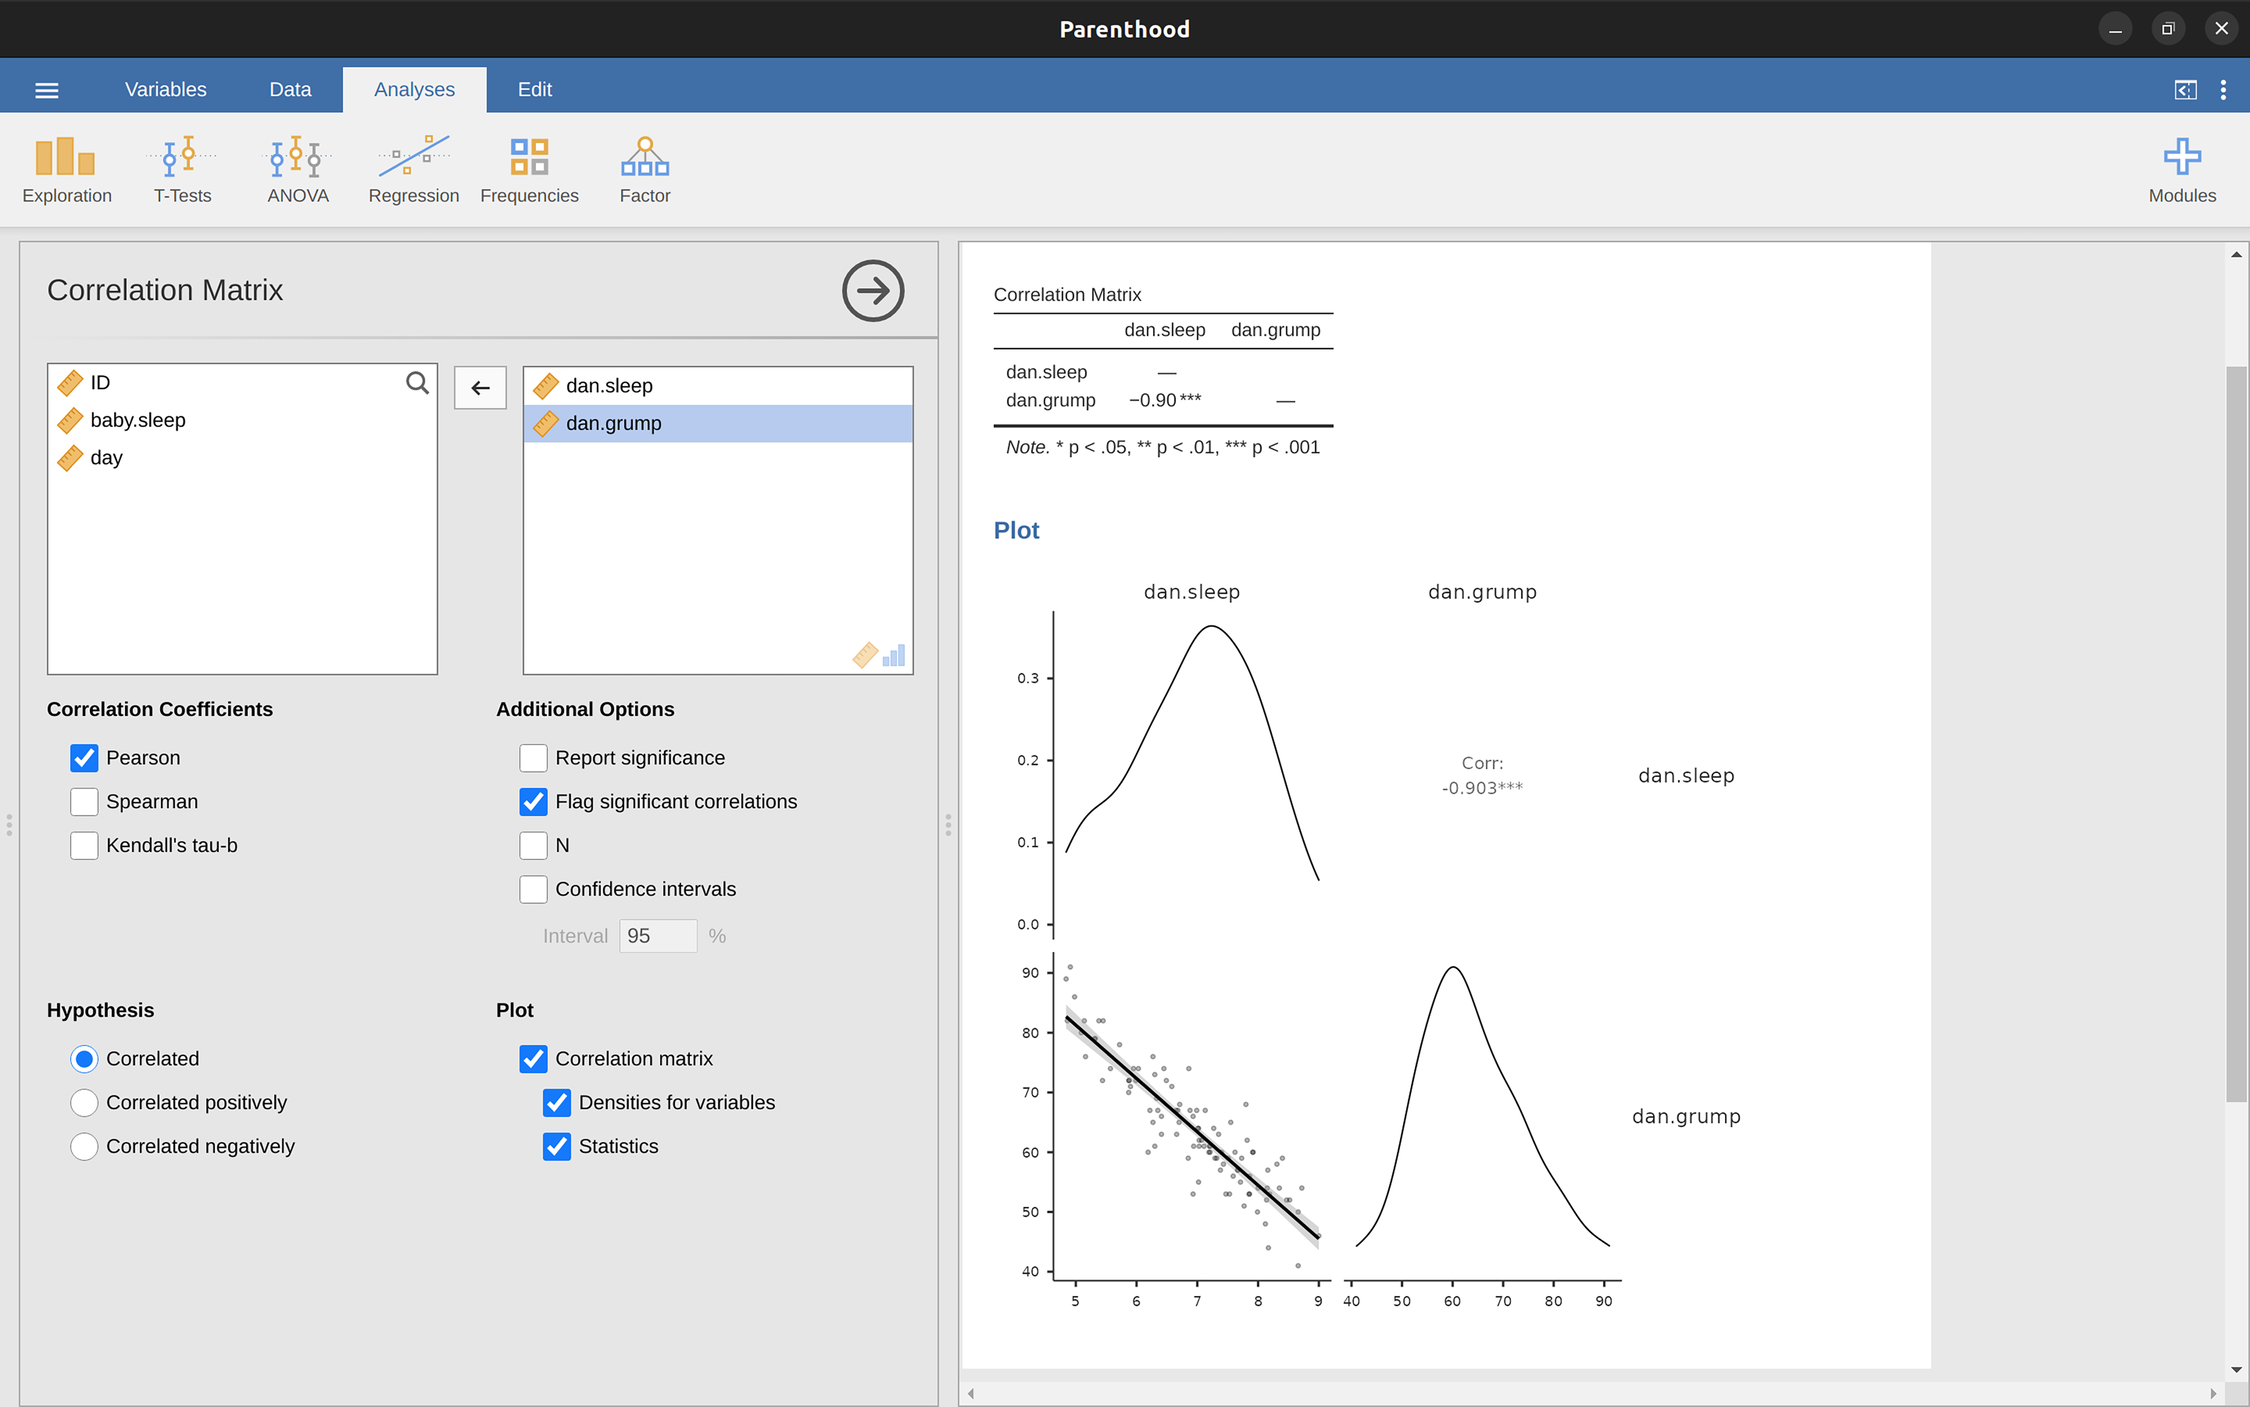 Parenthood
Variables Data Analyses Edit
Exploration T-Tests ANOVA Regression Frequencies Factor Modules
Correlation Matrix
ID
baby.sleep
day
dan.sleep
dan.grump
Correlation Coefficients
Pearson
Spearman
Kendall's tau-b
Additional Options
Report significance
Flag significant correlations
N
Confidence intervals
Interval 95 %
Hypothesis
Correlated
Correlated positively
Correlated negatively
Plot
Correlation matrix
Densities for variables
Statistics
Correlation Matrix
dan.sleep dan.grump
dan.sleep —
dan.grump −0.90 *** —
Note. * p < .05, ** p < .01, *** p < .001
Plot
dan.sleep dan.grump
0.3
0.2
0.1
0.0
Corr:
-0.903***
dan.sleep
90
80
70
60
50
40
dan.grump
5 6 7 8 9 40 50 60 70 80 90